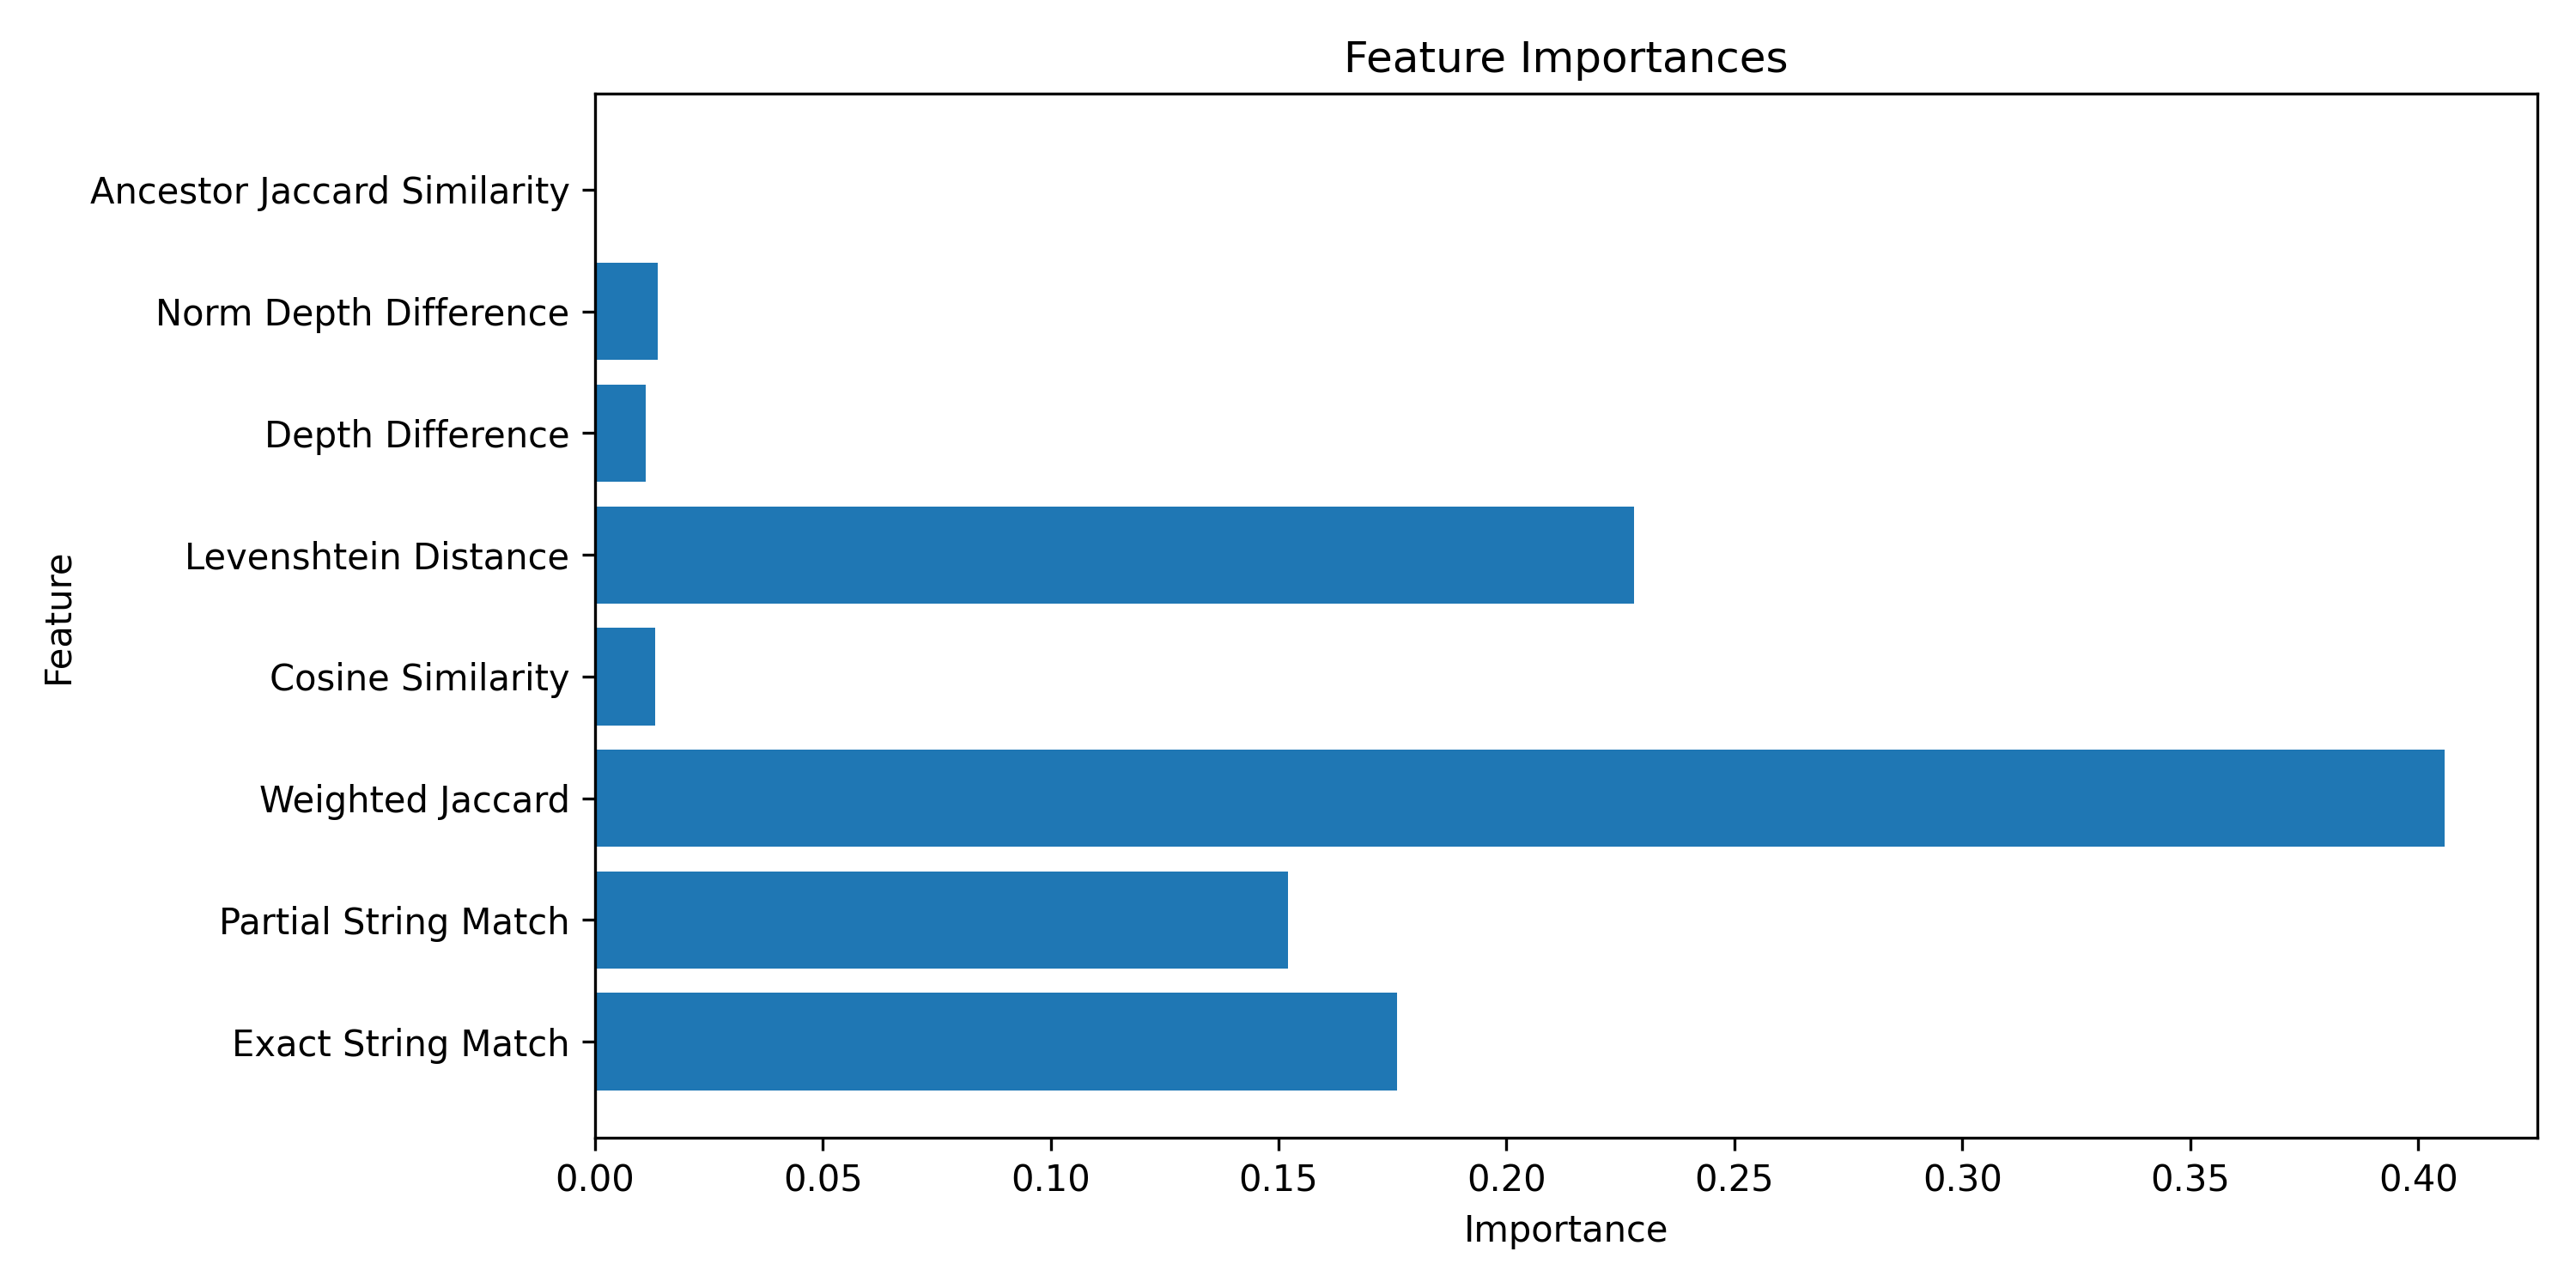 Feature Importances
Ancestor Jaccard Similarity
Norm Depth Difference
Depth Difference
Levenshtein Distance
Cosine Similarity
Weighted Jaccard
Partial String Match
Exact String Match
Feature
0.00 0.05 0.10 0.15 0.20 0.25 0.30 0.35 0.40
Importance